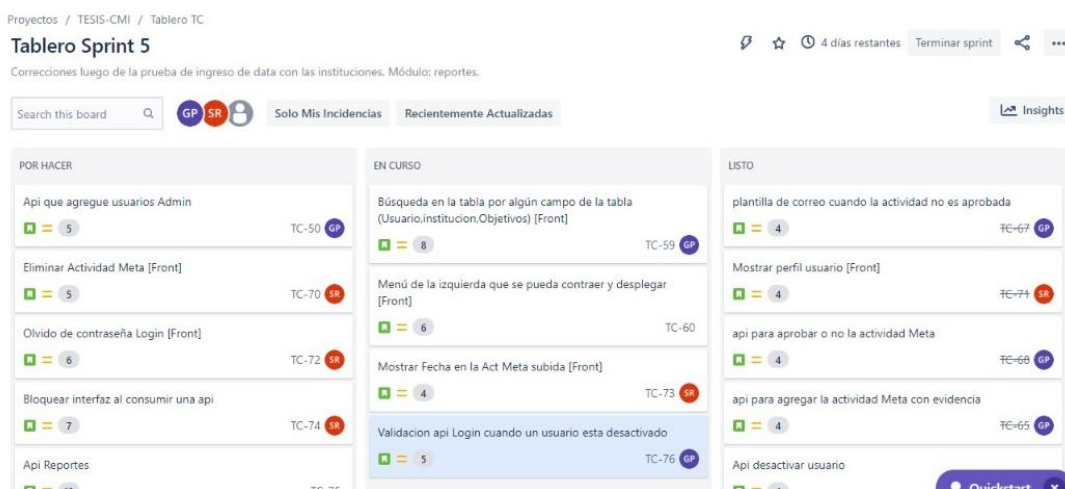 Proyectos / TESIS-CMI / Tablero TC
Tablero Sprint 5
4 días restantes
Terminar sprint
Correcciones luego de la prueba de ingreso de data con las instituciones. Módulo: reportes.
Search this board
GP
SR
Solo Mis Incidencias
Recientemente Actualizadas
Insights
POR HACER
Api que agregue usuarios Admin
5
TC-50 GP
Eliminar Actividad Meta [Front]
5
TC-70 SR
Olvido de contraseña Login [Front]
6
TC-72 SR
Bloquear interfaz al consumir una api
7
TC-74 SR
Api Reportes
EN CURSO
Búsqueda en la tabla por algún campo de la tabla
(Usuario,institucion,Objetivos) [Front]
8
TC-59 GP
Menú de la izquierda que se pueda contraer y desplegar
[Front]
6
TC-60
Mostrar Fecha en la Act Meta subida [Front]
4
TC-73 SR
Validacion api Login cuando un usuario esta desactivado
5
TC-76 GP
LISTO
plantilla de correo cuando la actividad no es aprobada
4
TC-67 GP
Mostrar perfil usuario [Front]
4
TC-71 SR
api para aprobar o no la actividad Meta
4
TC-68 GP
api para agregar la actividad Meta con evidencia
4
TC-65 GP
Api desactivar usuario
Quickstart